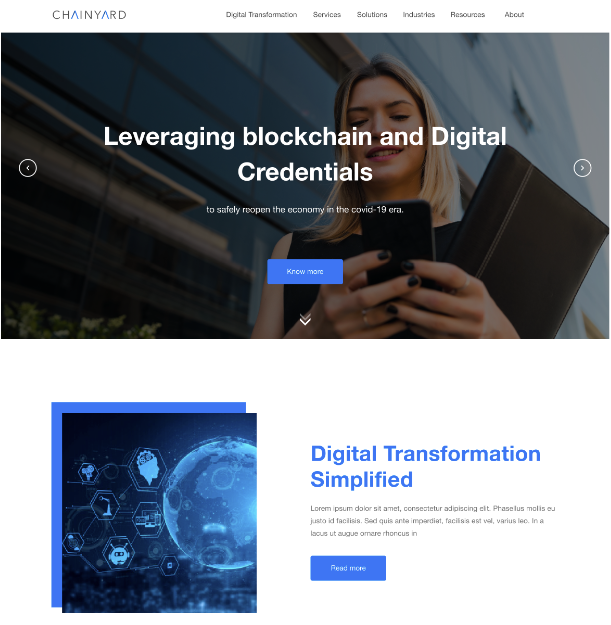 CHAINYARD
Digital Transformation Services Solutions Industries Resources About
Leveraging blockchain and Digital
Credentials
to safely reopen the economy in the covid-19 era.
Know more
Digital Transformation
Simplified
Lorem ipsum dolor sit amet, consectetur adipiscing elit. Phasellus mollis eu
justo id facilisis. Sed quis ante imperdiet, facilisis est vel, varius leo. In a
lacus ut augue ornare rhoncus in
Read more